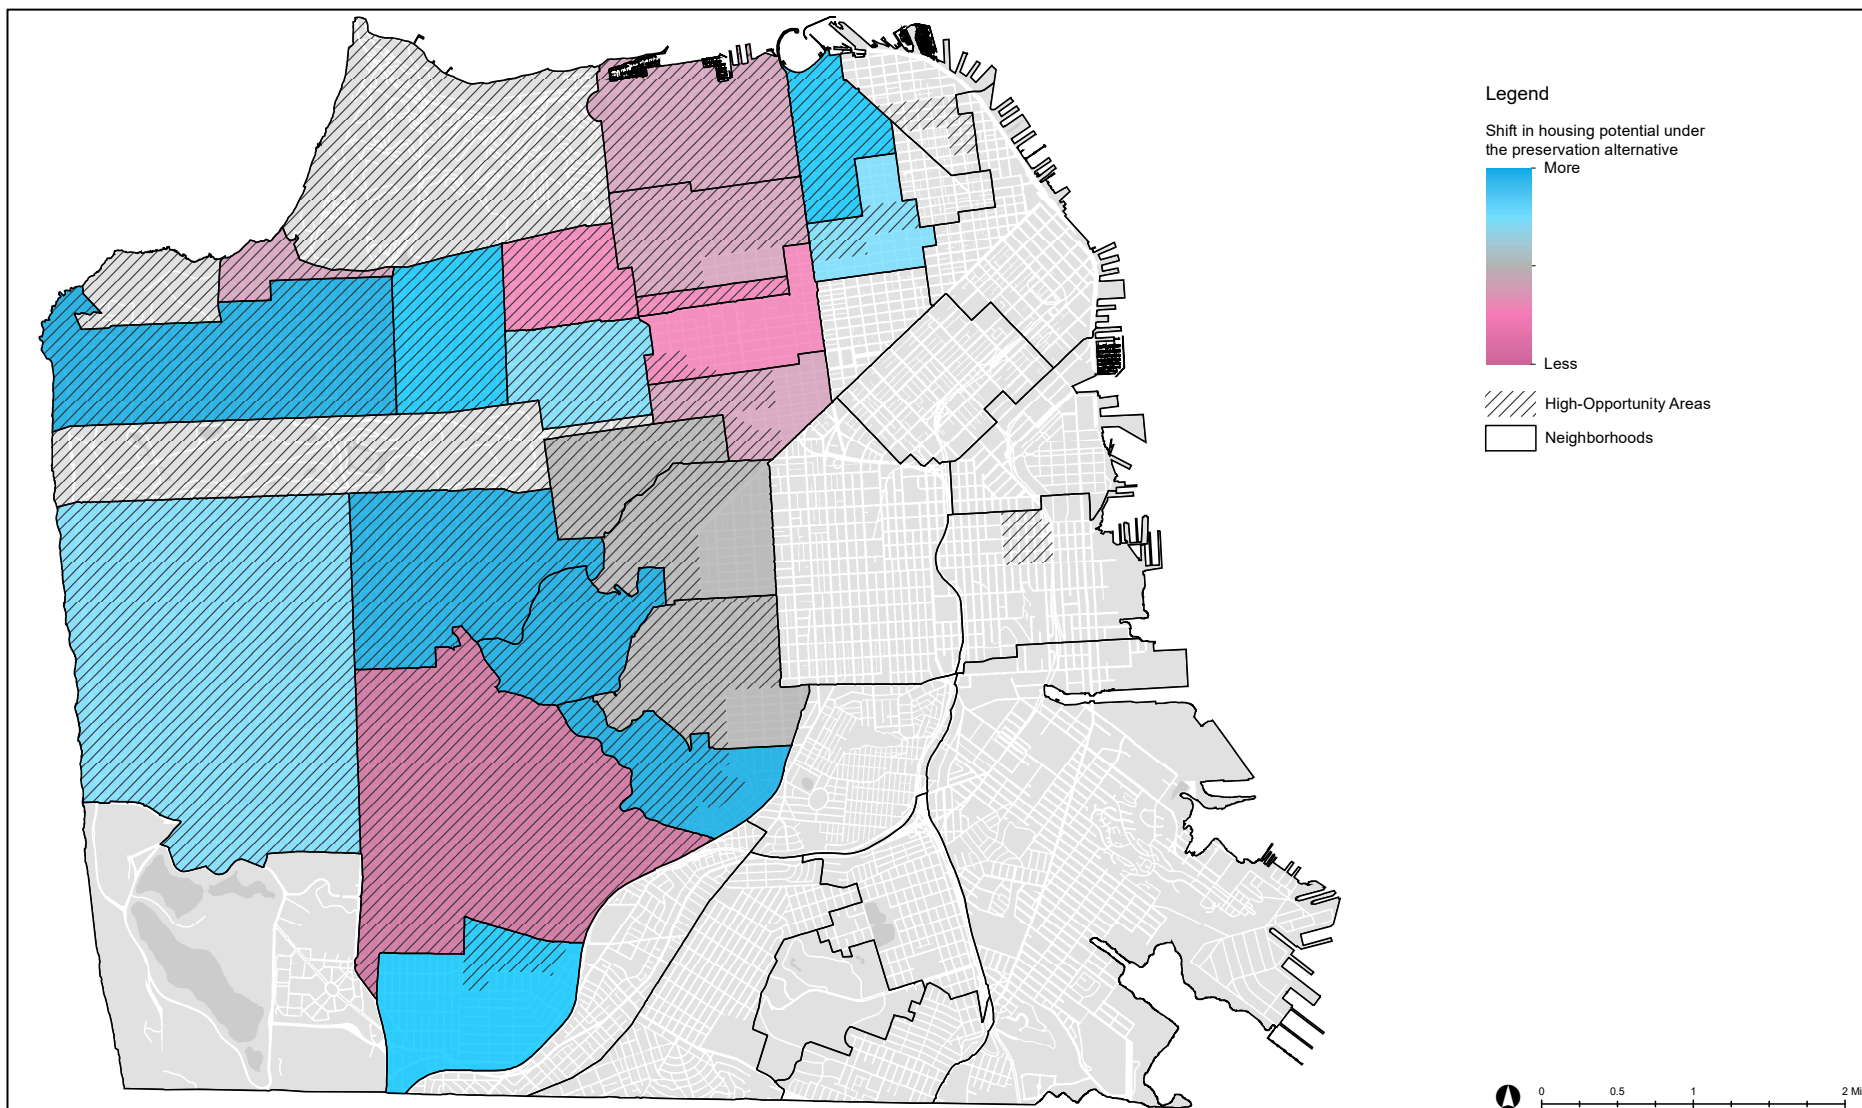 Legend
Shift in housing potential under
the preservation alternative
More
Less
High-Opportunity Areas
Neighborhoods
0 0.5 1 2 Mi